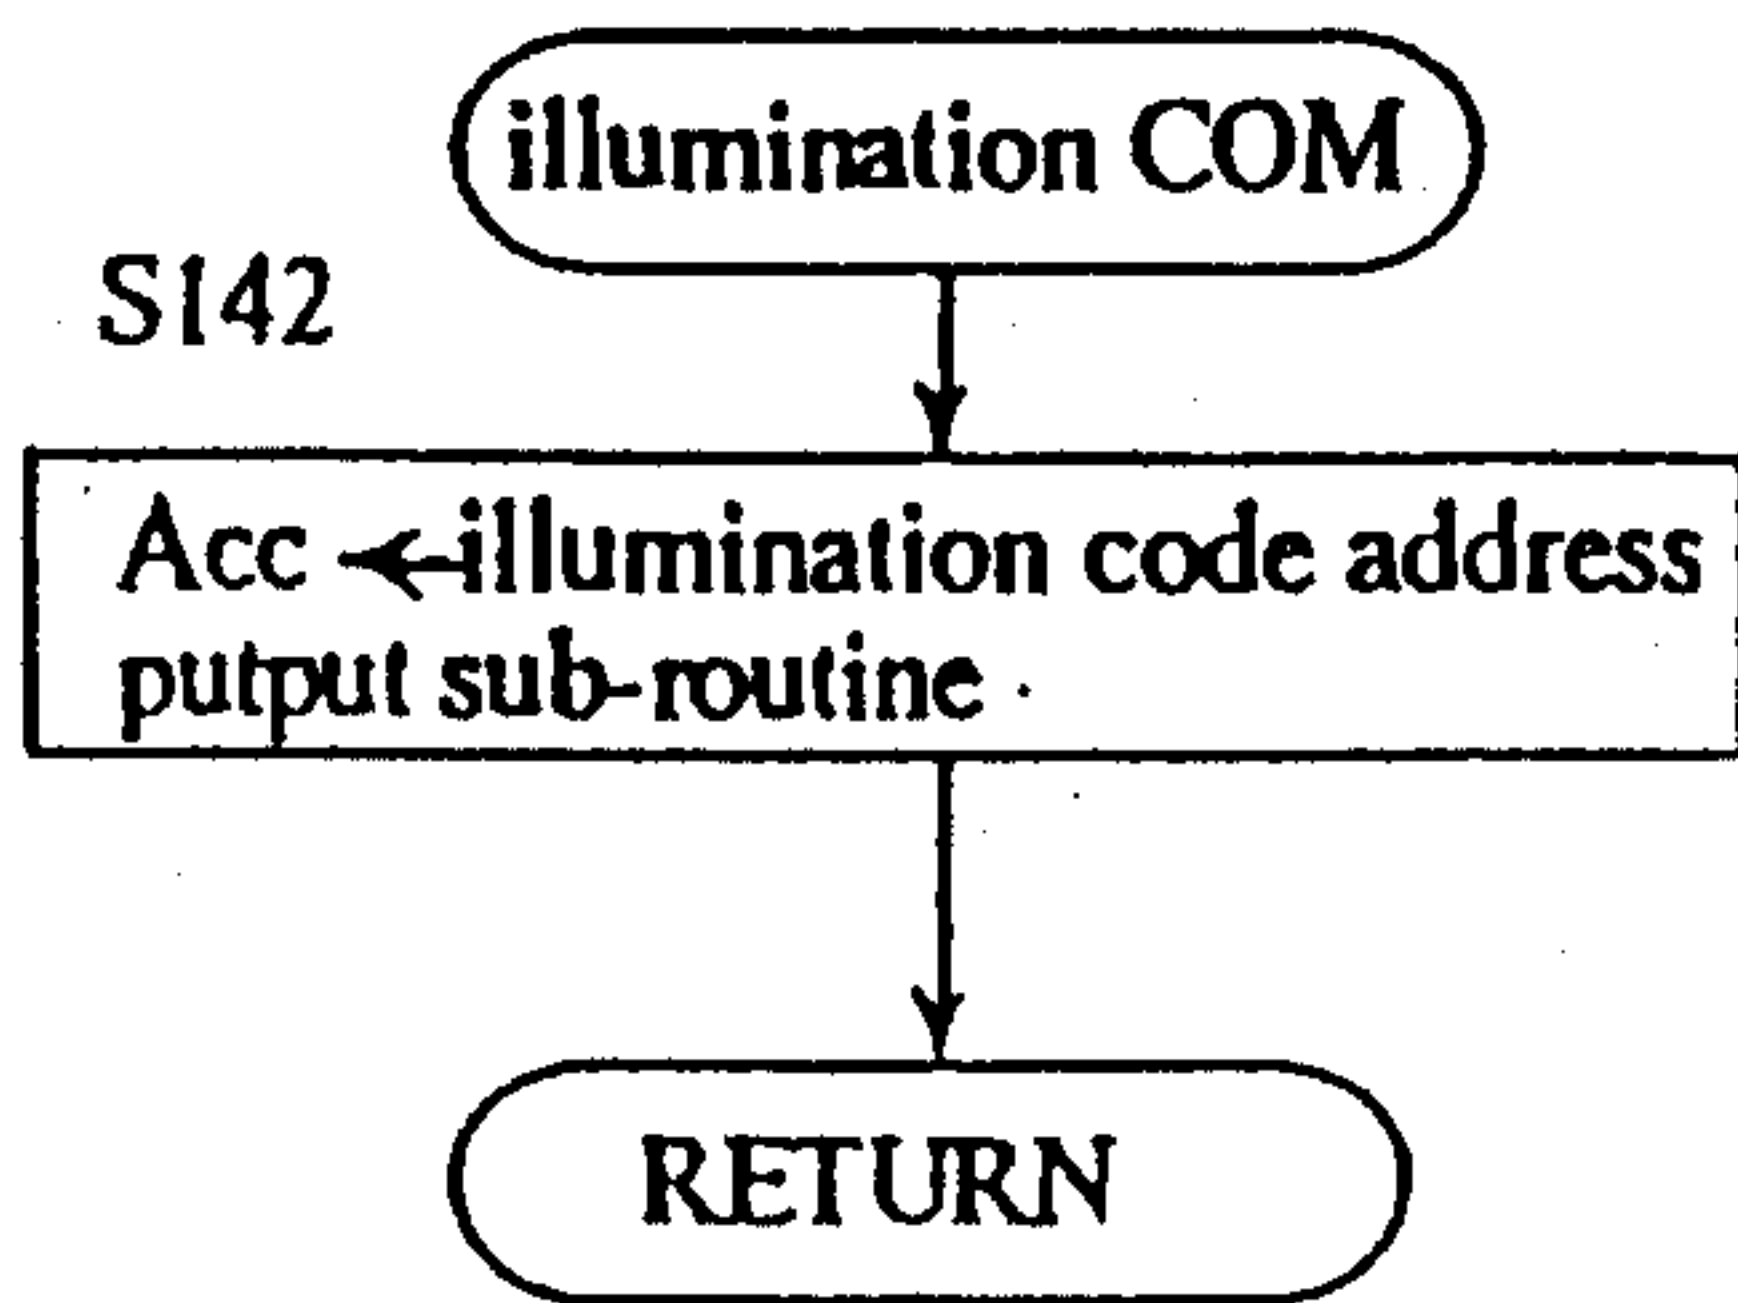 illumination COM
S142
Acc ←illumination code address
putput sub-routine
RETURN